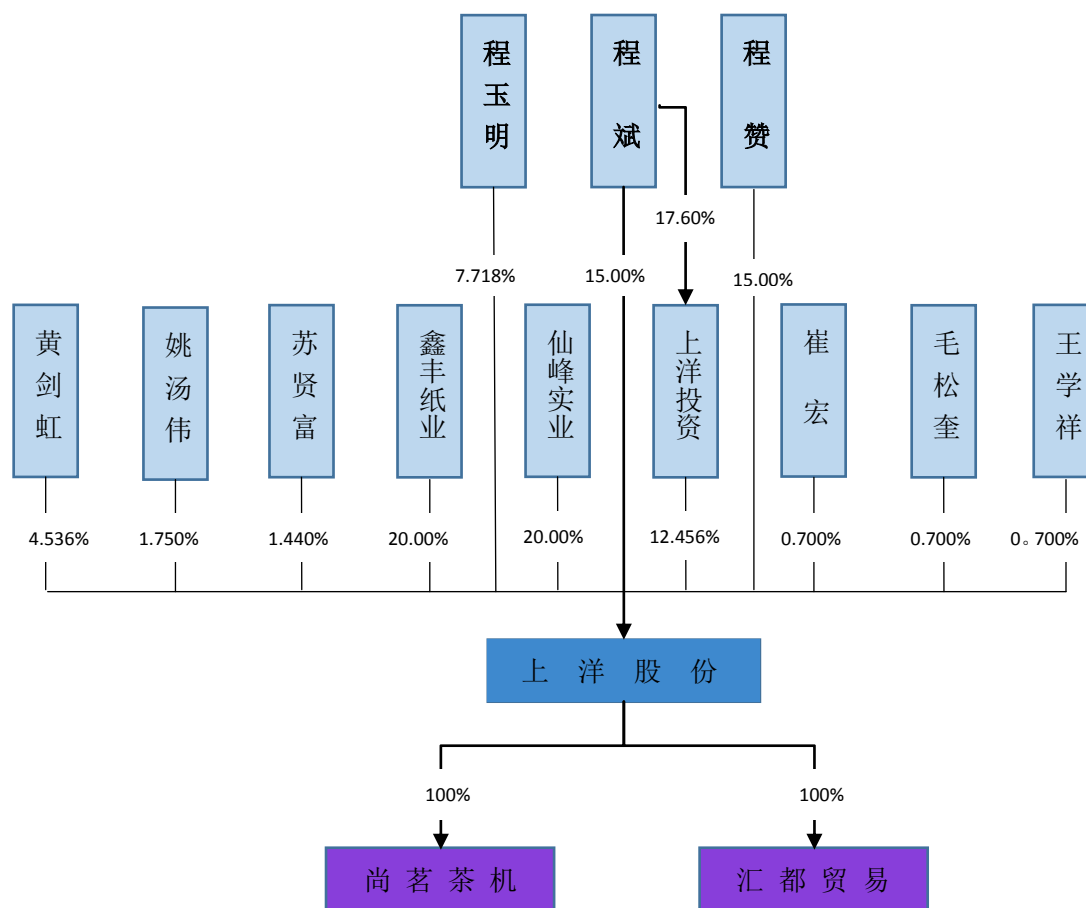 程玉明
程斌
程赞
17.60%
7.718%
15.00%
15.00%
黄剑虹
姚汤伟
苏贤富
鑫丰纸业
仙峰实业
上洋投资
崔宏
毛松奎
王学祥
4.536%
1.750%
1.440%
20.00%
20.00%
12.456%
0.700%
0.700%
0。700%
上洋股份
100%
100%
尚茗茶机
汇都贸易